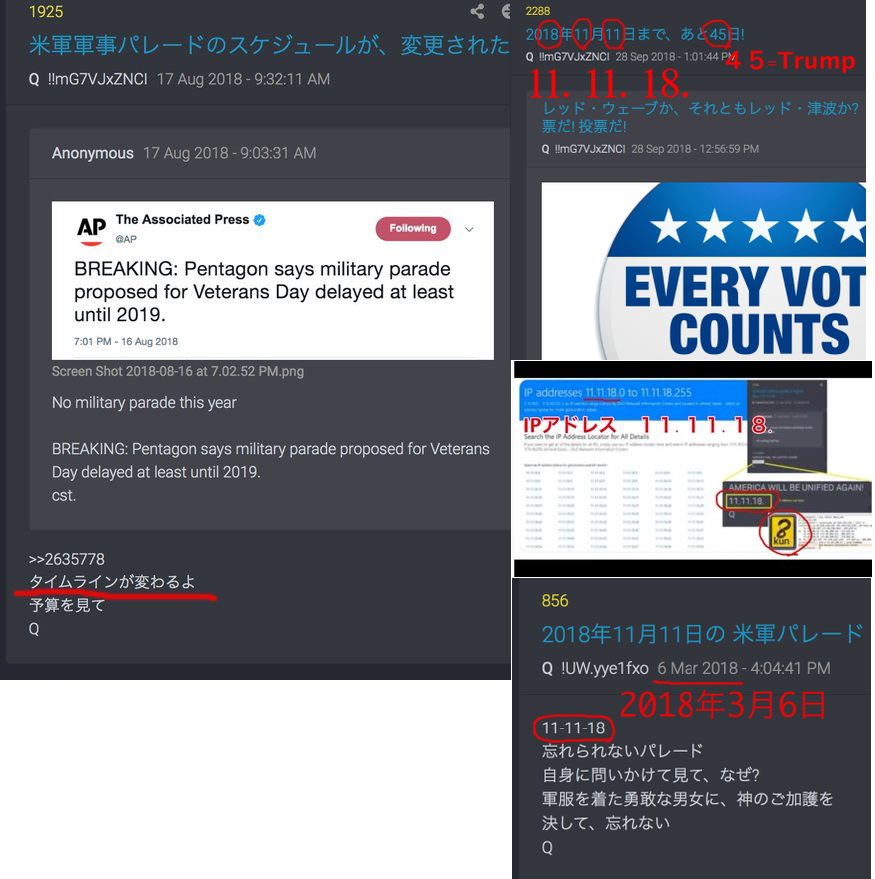 1925
米軍軍事パレードのスケジュールが、変更された
Q !!mG7VJxZNCI 17 Aug 2018 - 9:32:11 AM
Anonymous 17 Aug 2018 - 9:03:31 AM
AP
The Associated Press
@AP
Following
BREAKING: Pentagon says military parade
proposed for Veterans Day delayed at least
until 2019.
7:01 PM - 16 Aug 2018
Screen Shot 2018-08-16 at 7.02.52 PM.png
No military parade this year
BREAKING: Pentagon says military parade proposed for Veterans
Day delayed at least until 2019.
cst.
>>2635778
タイムラインが変わるよ
予算を見て
Q
2288
2018年11月11日まで、あと45日!
Q !!mG7VJxZNCI 28 Sep 2018 - 1:01:44 PM
45=Trump
11. 11. 18.
レッド・ウェーブか、それともレッド・津波か?
票だ! 投票だ!
Q !!mG7VJxZNCI 28 Sep 2018 - 12:56:59 PM
EVERY VOT
COUNTS
IP addresses 11.11.18.0 to 11.11.18.255
IPアドレス 11.11.18
Search the IP Address Locator for All Details
AMERICA WILL BE UNIFIED AGAIN!
11.11.18.
Q
kun
856
2018年11月11日の 米軍パレード
Q !UW.yye1fxo 6 Mar 2018 - 4:04:41 PM
2018年3月6日
11-11-18
忘れられないパレード
自身に問いかけて見て、なぜ?
軍服を着た勇敢な男女に、神のご加護を
決して、忘れない
Q